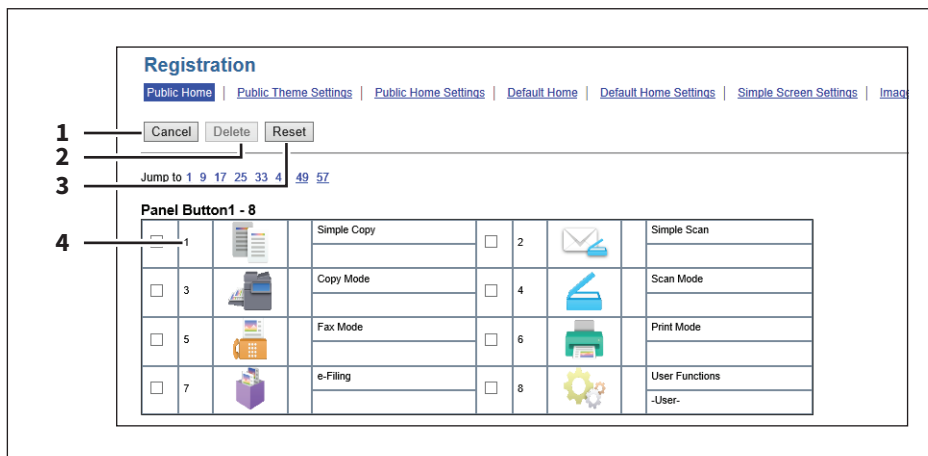 Registration
Public Home | Public Theme Settings | Public Home Settings | Default Home | Default Home Settings | Simple Screen Settings | Image
1
Cancel Delete Reset
2
3
Jump to 1 9 17 25 33 4 49 57
Panel Button1 - 8
4
1 Simple Copy 2 Simple Scan
3 Copy Mode 4 Scan Mode
5 Fax Mode 6 Print Mode
7 e-Filing 8 User Functions
-User-